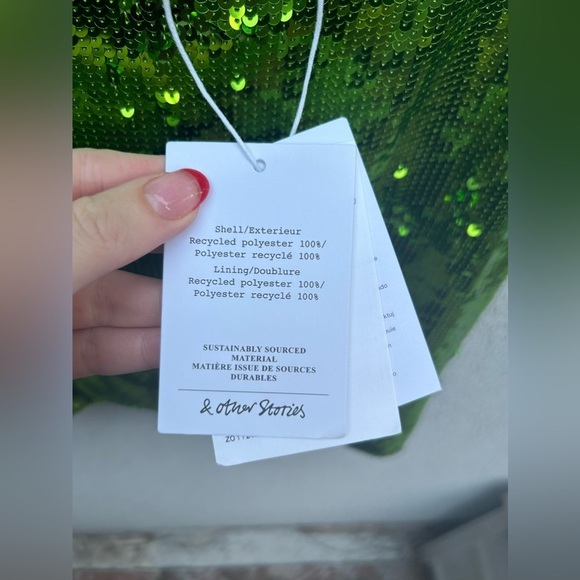 Shell/Exterieur
Recycled polyester 100%/
Polyester recyclé 100%
Lining/Doublure
Recycled polyester 100%/
Polyester recyclé 100%
SUSTAINABLY SOURCED
MATERIAL
MATIÈRE ISSUE DE SOURCES
DURABLES
& other Stories